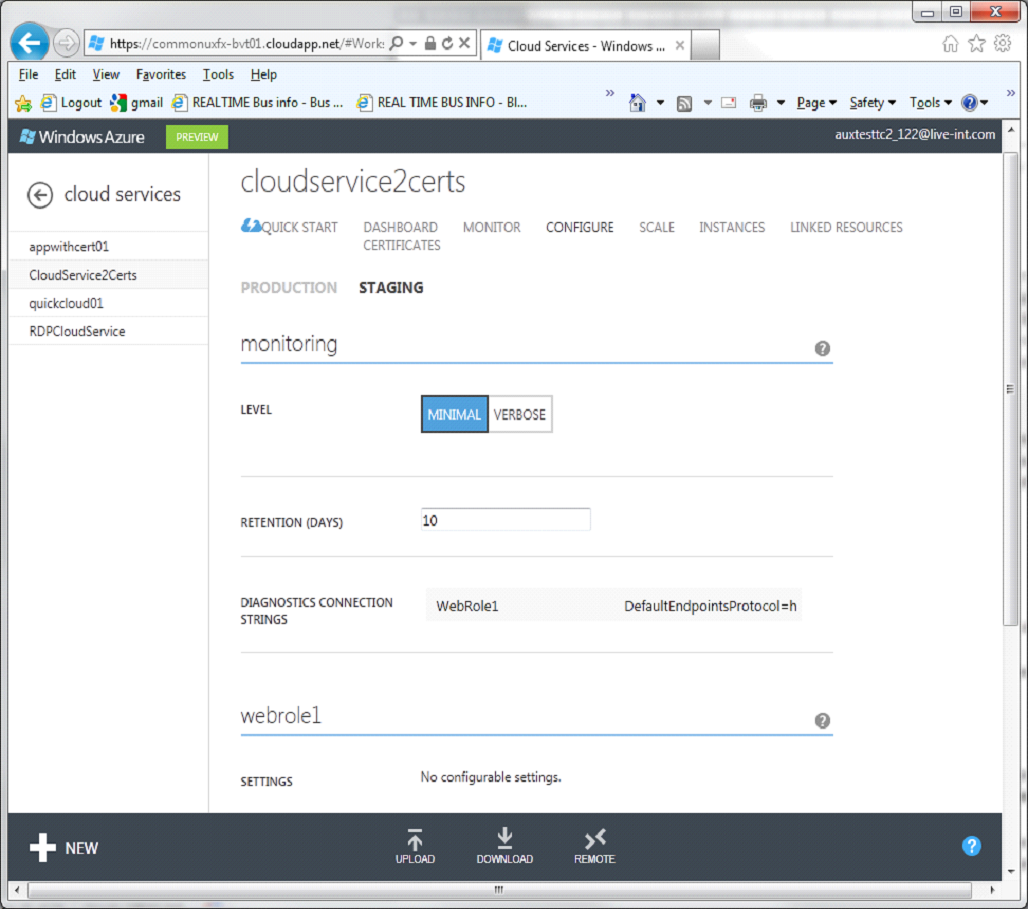 https://commonuxfx-bvt01.cloudapp.net/#Work:
Cloud Services - Windows ...
File Edit View Favorites Tools Help
Logout gmail REALTIME Bus info - Bus ... REAL TIME BUS INFO - Bl... » Page Safety Tools »
Windows Azure PREVIEW auxtesttc2_122@live-int.com
cloud services
appwithcert01
CloudService2Certs
quickcloud01
RDPCloudService
cloudservice2certs
QUICK START DASHBOARD MONITOR CONFIGURE SCALE INSTANCES LINKED RESOURCES
CERTIFICATES
PRODUCTION STAGING
monitoring ?
LEVEL MINIMAL VERBOSE
RETENTION (DAYS) 10
DIAGNOSTICS CONNECTION
STRINGS
WebRole1 DefaultEndpointsProtocol=h
webrole1 ?
SETTINGS No configurable settings.
NEW UPLOAD DOWNLOAD REMOTE ?